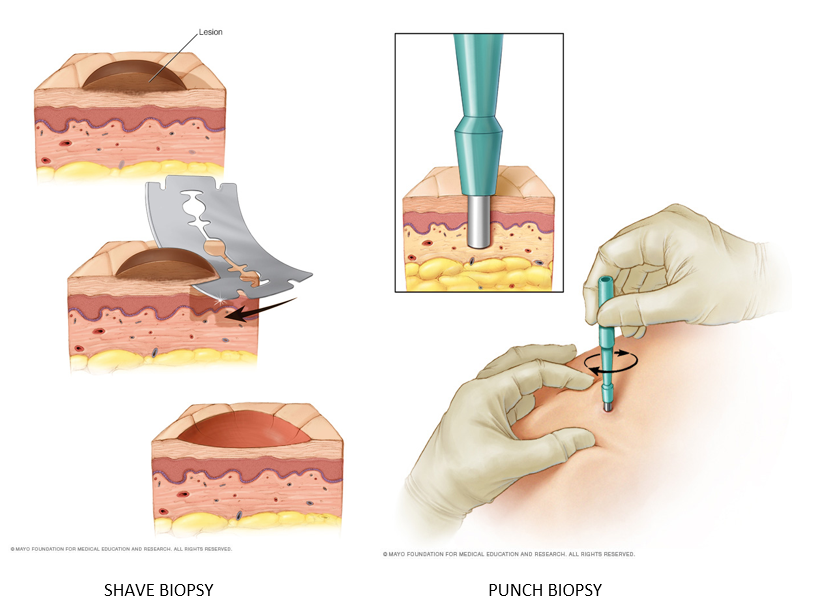 Lesion
© MAYO FOUNDATION FOR MEDICAL EDUCATION AND RESEARCH. ALL RIGHTS RESERVED.
© MAYO FOUNDATION FOR MEDICAL EDUCATION AND RESEARCH. ALL RIGHTS RESERVED.
SHAVE BIOPSY
PUNCH BIOPSY